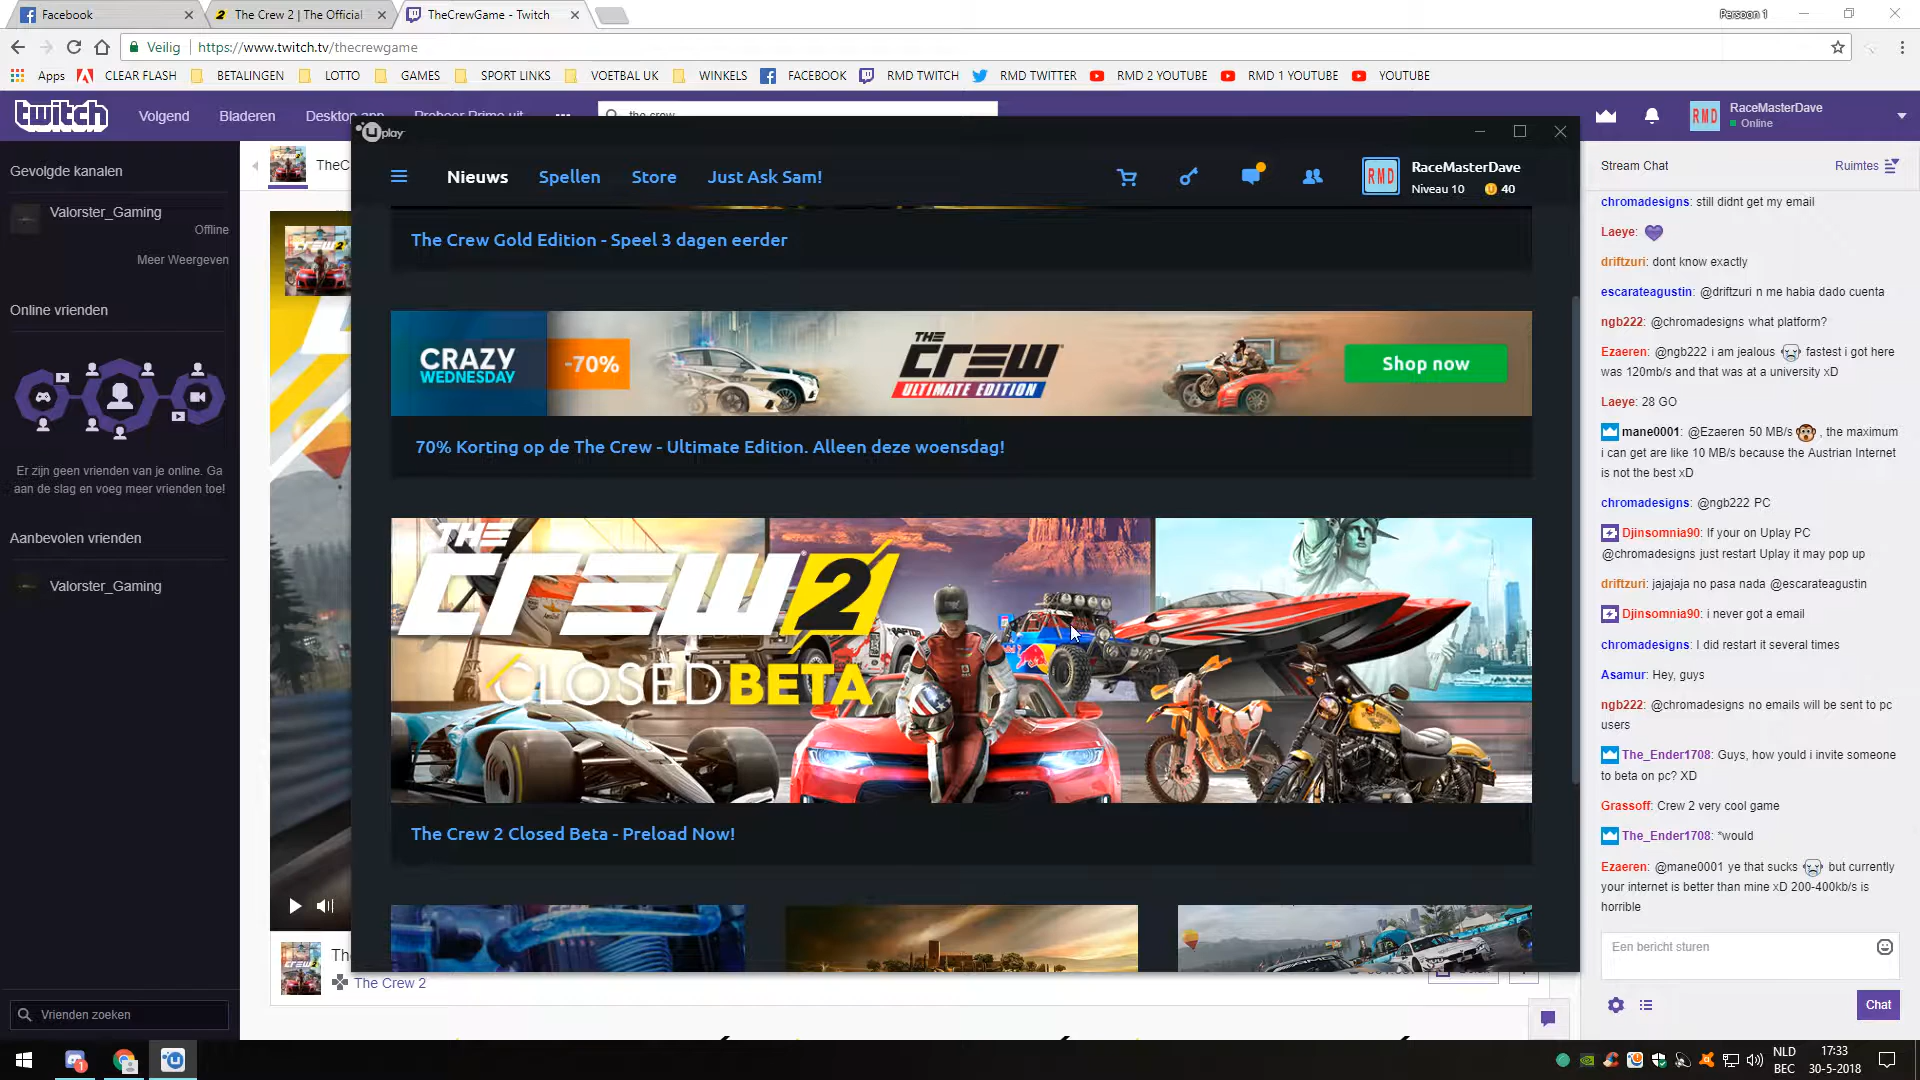 Facebook
The Crew 2 | The Official
TheCrewGame - Twitch
Persoon 1
Veilig
https://www.twitch.tv/thecrewgame
Apps
CLEAR FLASH
BETALINGEN
LOTTO
GAMES
SPORT LINKS
VOETBAL UK
WINKELS
FACEBOOK
RMD TWITCH
RMD TWITTER
RMD 2 YOUTUBE
RMD 1 YOUTUBE
YOUTUBE
twitch
Volgend
Bladeren
Desktop app
Probeer Prime uit
the crew
RMD
RaceMasterDave
Online
Gevolgde kanalen
Valorster_Gaming
Offline
Meer Weergeven
Online vrienden
Er zijn geen vrienden van je online. Ga
aan de slag en voeg meer vrienden toe!
Aanbevolen vrienden
Valorster_Gaming
Vrienden zoeken
TheC
uplay
Nieuws
Spellen
Store
Just Ask Sam!
RMD
RaceMasterDave
Niveau 10
40
The Crew Gold Edition - Speel 3 dagen eerder
CRAZY
WEDNESDAY
-70%
THE
CREW
ULTIMATE EDITION
Shop now
70% Korting op de The Crew - Ultimate Edition. Alleen deze woensdag!
THE
CREW 2
CLOSED BETA
The Crew 2 Closed Beta - Preload Now!
The
The Crew 2
Stream Chat
Ruimtes
chromadesigns: still didnt get my email
Laeye:
driftzuri: dont know exactly
escarateagustin: @driftzuri n me habia dado cuenta
ngb222: @chromadesigns what platform?
Ezaeren: @ngb222 i am jealous fastest i got here
was 120mb/s and that was at a university xD
Laeye: 28 GO
mane0001: @Ezaeren 50 MB/s , the maximum
i can get are like 10 MB/s because the Austrian Internet
is not the best xD
chromadesigns: @ngb222 PC
Djinsomnia90: If your on Uplay PC
@chromadesigns just restart Uplay it may pop up
driftzuri: jajajaja no pasa nada @escarateagustin
Djinsomnia90: i never got a email
chromadesigns: I did restart it several times
Asamur: Hey, guys
ngb222: @chromadesigns no emails will be sent to pc
users
The_Ender1708: Guys, how yould i invite someone
to beta on pc? XD
Grassoff: Crew 2 very cool game
The_Ender1708: *would
Ezaeren: @mane0001 ye that sucks but currently
your internet is better than mine xD 200-400kb/s is
horrible
Een bericht sturen
Chat
NLD
BEC
17:33
30-5-2018